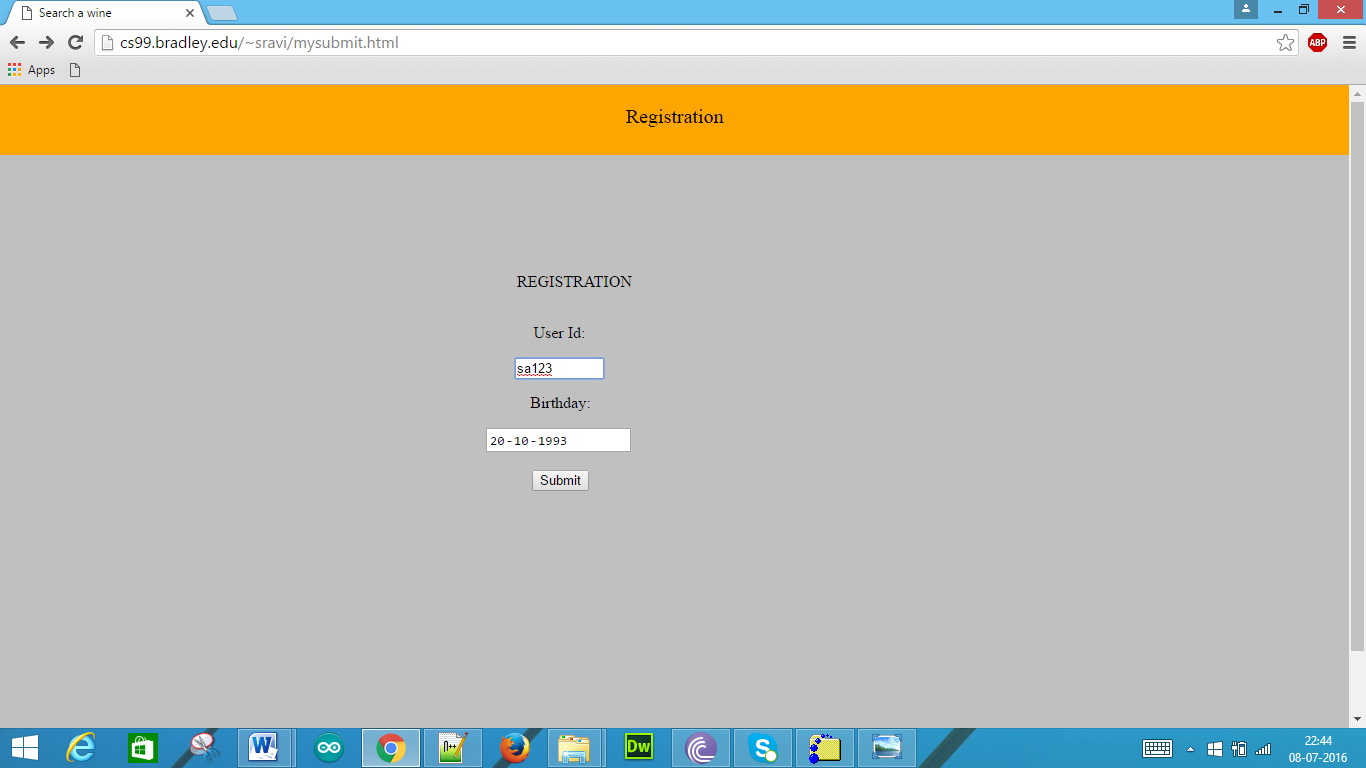 Search a wine
cs99.bradley.edu/~sravi/mysubmit.html
ABP
Apps
Registration
REGISTRATION
User Id:
sa123
Birthday:
20-10-1993
Submit
W
N++
Dw
S
22:44
08-07-2016